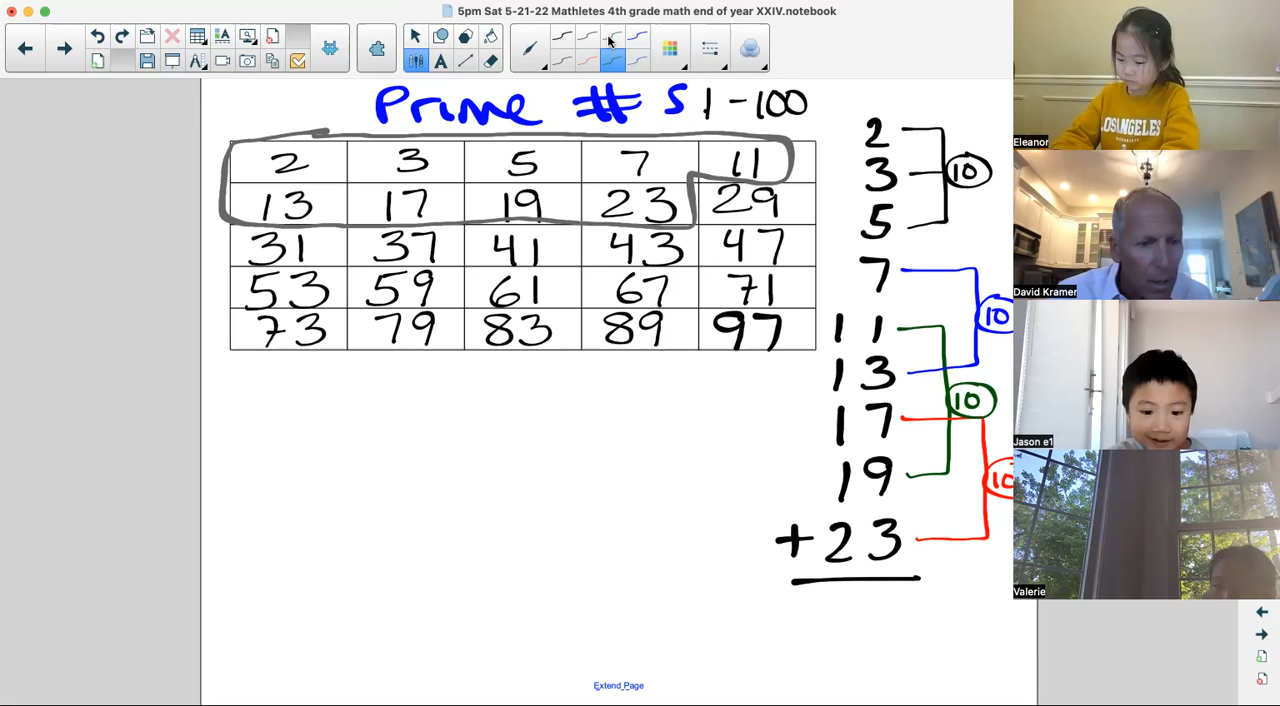 5pm Sat 5-21-22 Mathletes 4th grade math end of year XXIV.notebook
Prime # s 1-100
2 3 5 7 11
13 17 19 23 29
31 37 41 43 47
53 59 61 67 71
73 79 83 89 97
2
3
5
7
11
13
17
19
+23
10
10
10
10
Extend Page
Eleanor
LOS ANGELES
David Kramer
Jason e1
Valerie